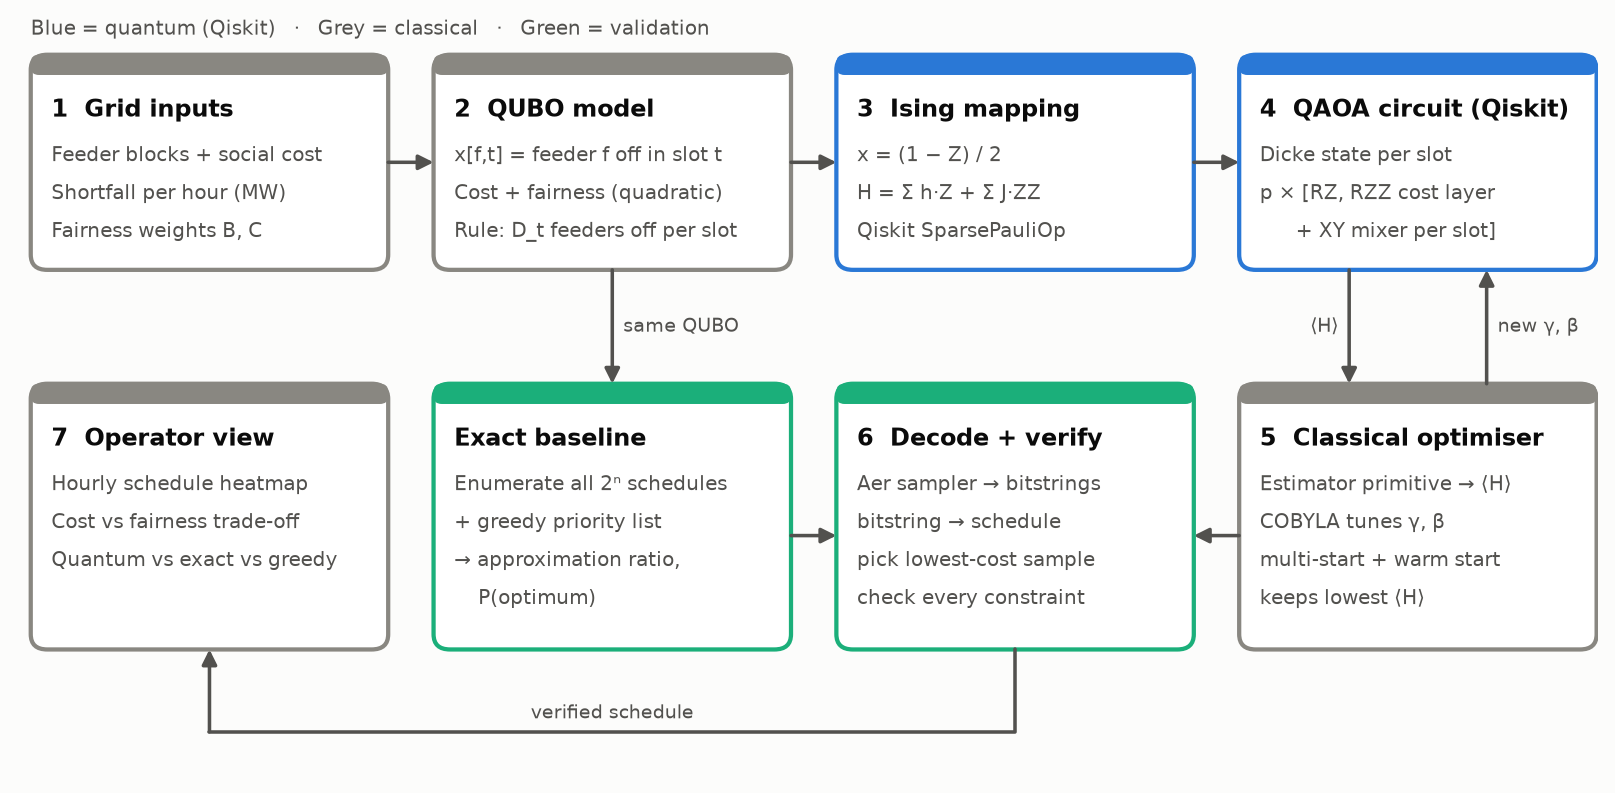 Blue = quantum (Qiskit)   ·   Grey = classical   ·   Green = validation
1  Grid inputs
Feeder blocks + social cost
Shortfall per hour (MW)
Fairness weights B, C
2  QUBO model
x[f,t] = feeder f off in slot t
Cost + fairness (quadratic)
Rule: D_t feeders off per slot
3  Ising mapping
x = (1 − Z) / 2
H = Σ h·Z + Σ J·ZZ
Qiskit SparsePauliOp
4  QAOA circuit (Qiskit)
Dicke state per slot
p × [RZ, RZZ cost layer
+ XY mixer per slot]
same QUBO
⟨H⟩
new γ, β
7  Operator view
Hourly schedule heatmap
Cost vs fairness trade-off
Quantum vs exact vs greedy
Exact baseline
Enumerate all 2ⁿ schedules
+ greedy priority list
→ approximation ratio,
P(optimum)
6  Decode + verify
Aer sampler → bitstrings
bitstring → schedule
pick lowest-cost sample
check every constraint
5  Classical optimiser
Estimator primitive → ⟨H⟩
COBYLA tunes γ, β
multi-start + warm start
keeps lowest ⟨H⟩
verified schedule